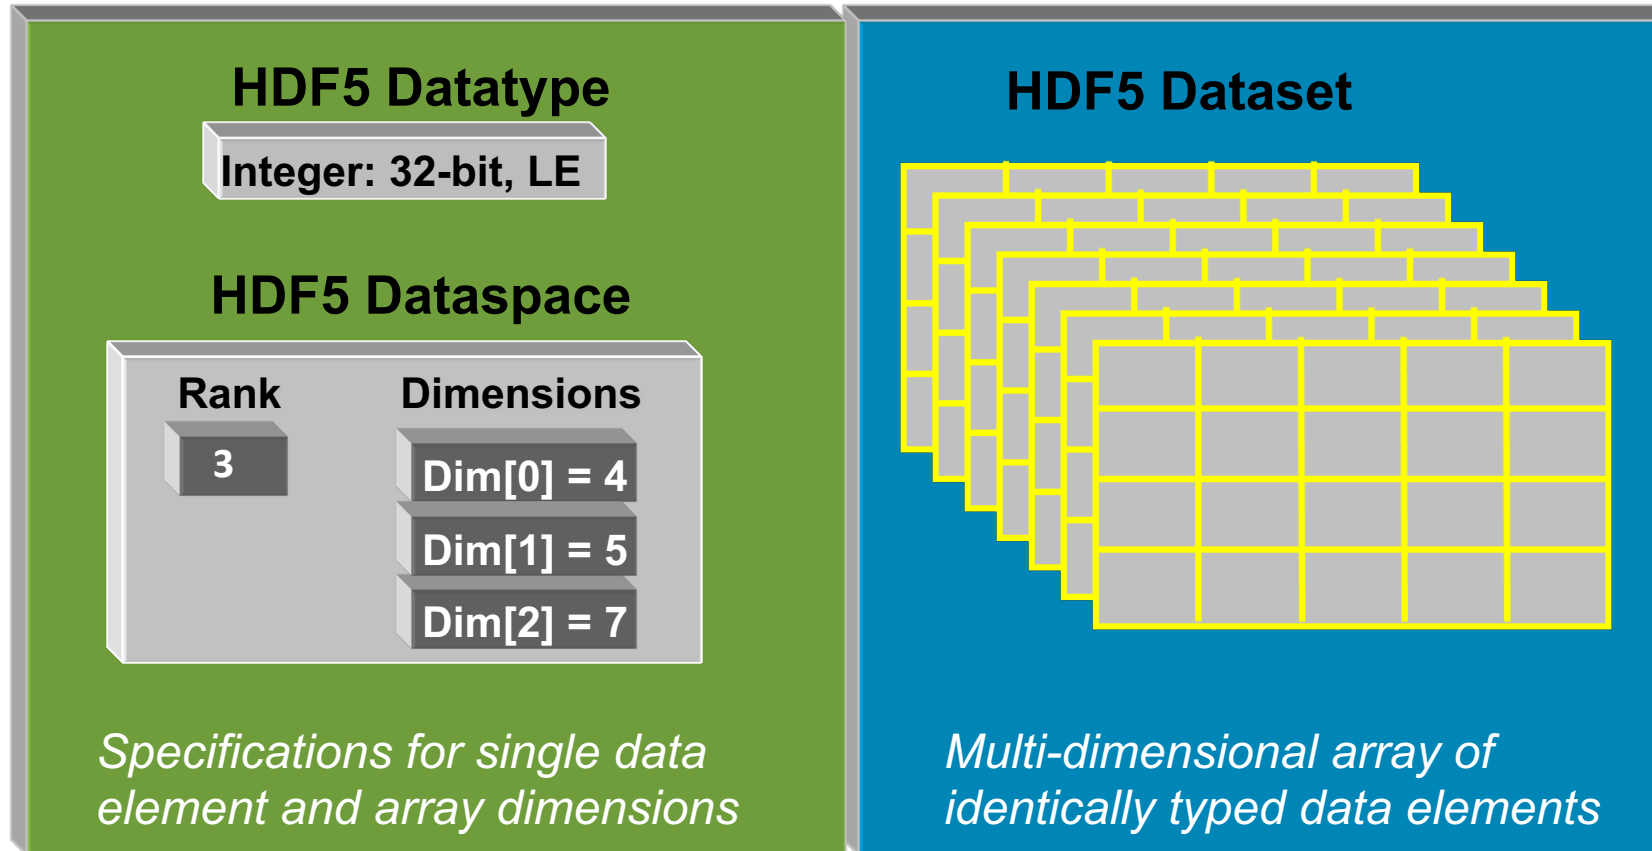 HDF5 Datatype
Integer: 32-bit, LE
HDF5 Dataspace
Rank
3
Dimensions
Dim[0] = 4
Dim[1] = 5
Dim[2] = 7
Specifications for single data
element and array dimensions
HDF5 Dataset
Multi-dimensional array of
identically typed data elements